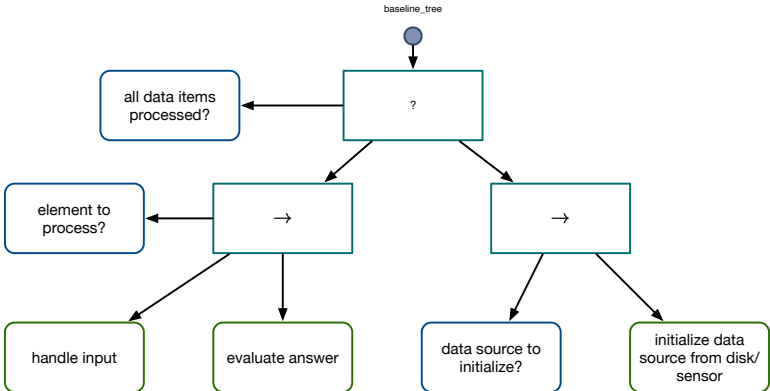 baseline_tree
all data items
processed?
?
element to
process?
→
→
handle input
evaluate answer
data source to
initialize?
initialize data
source from disk/
sensor